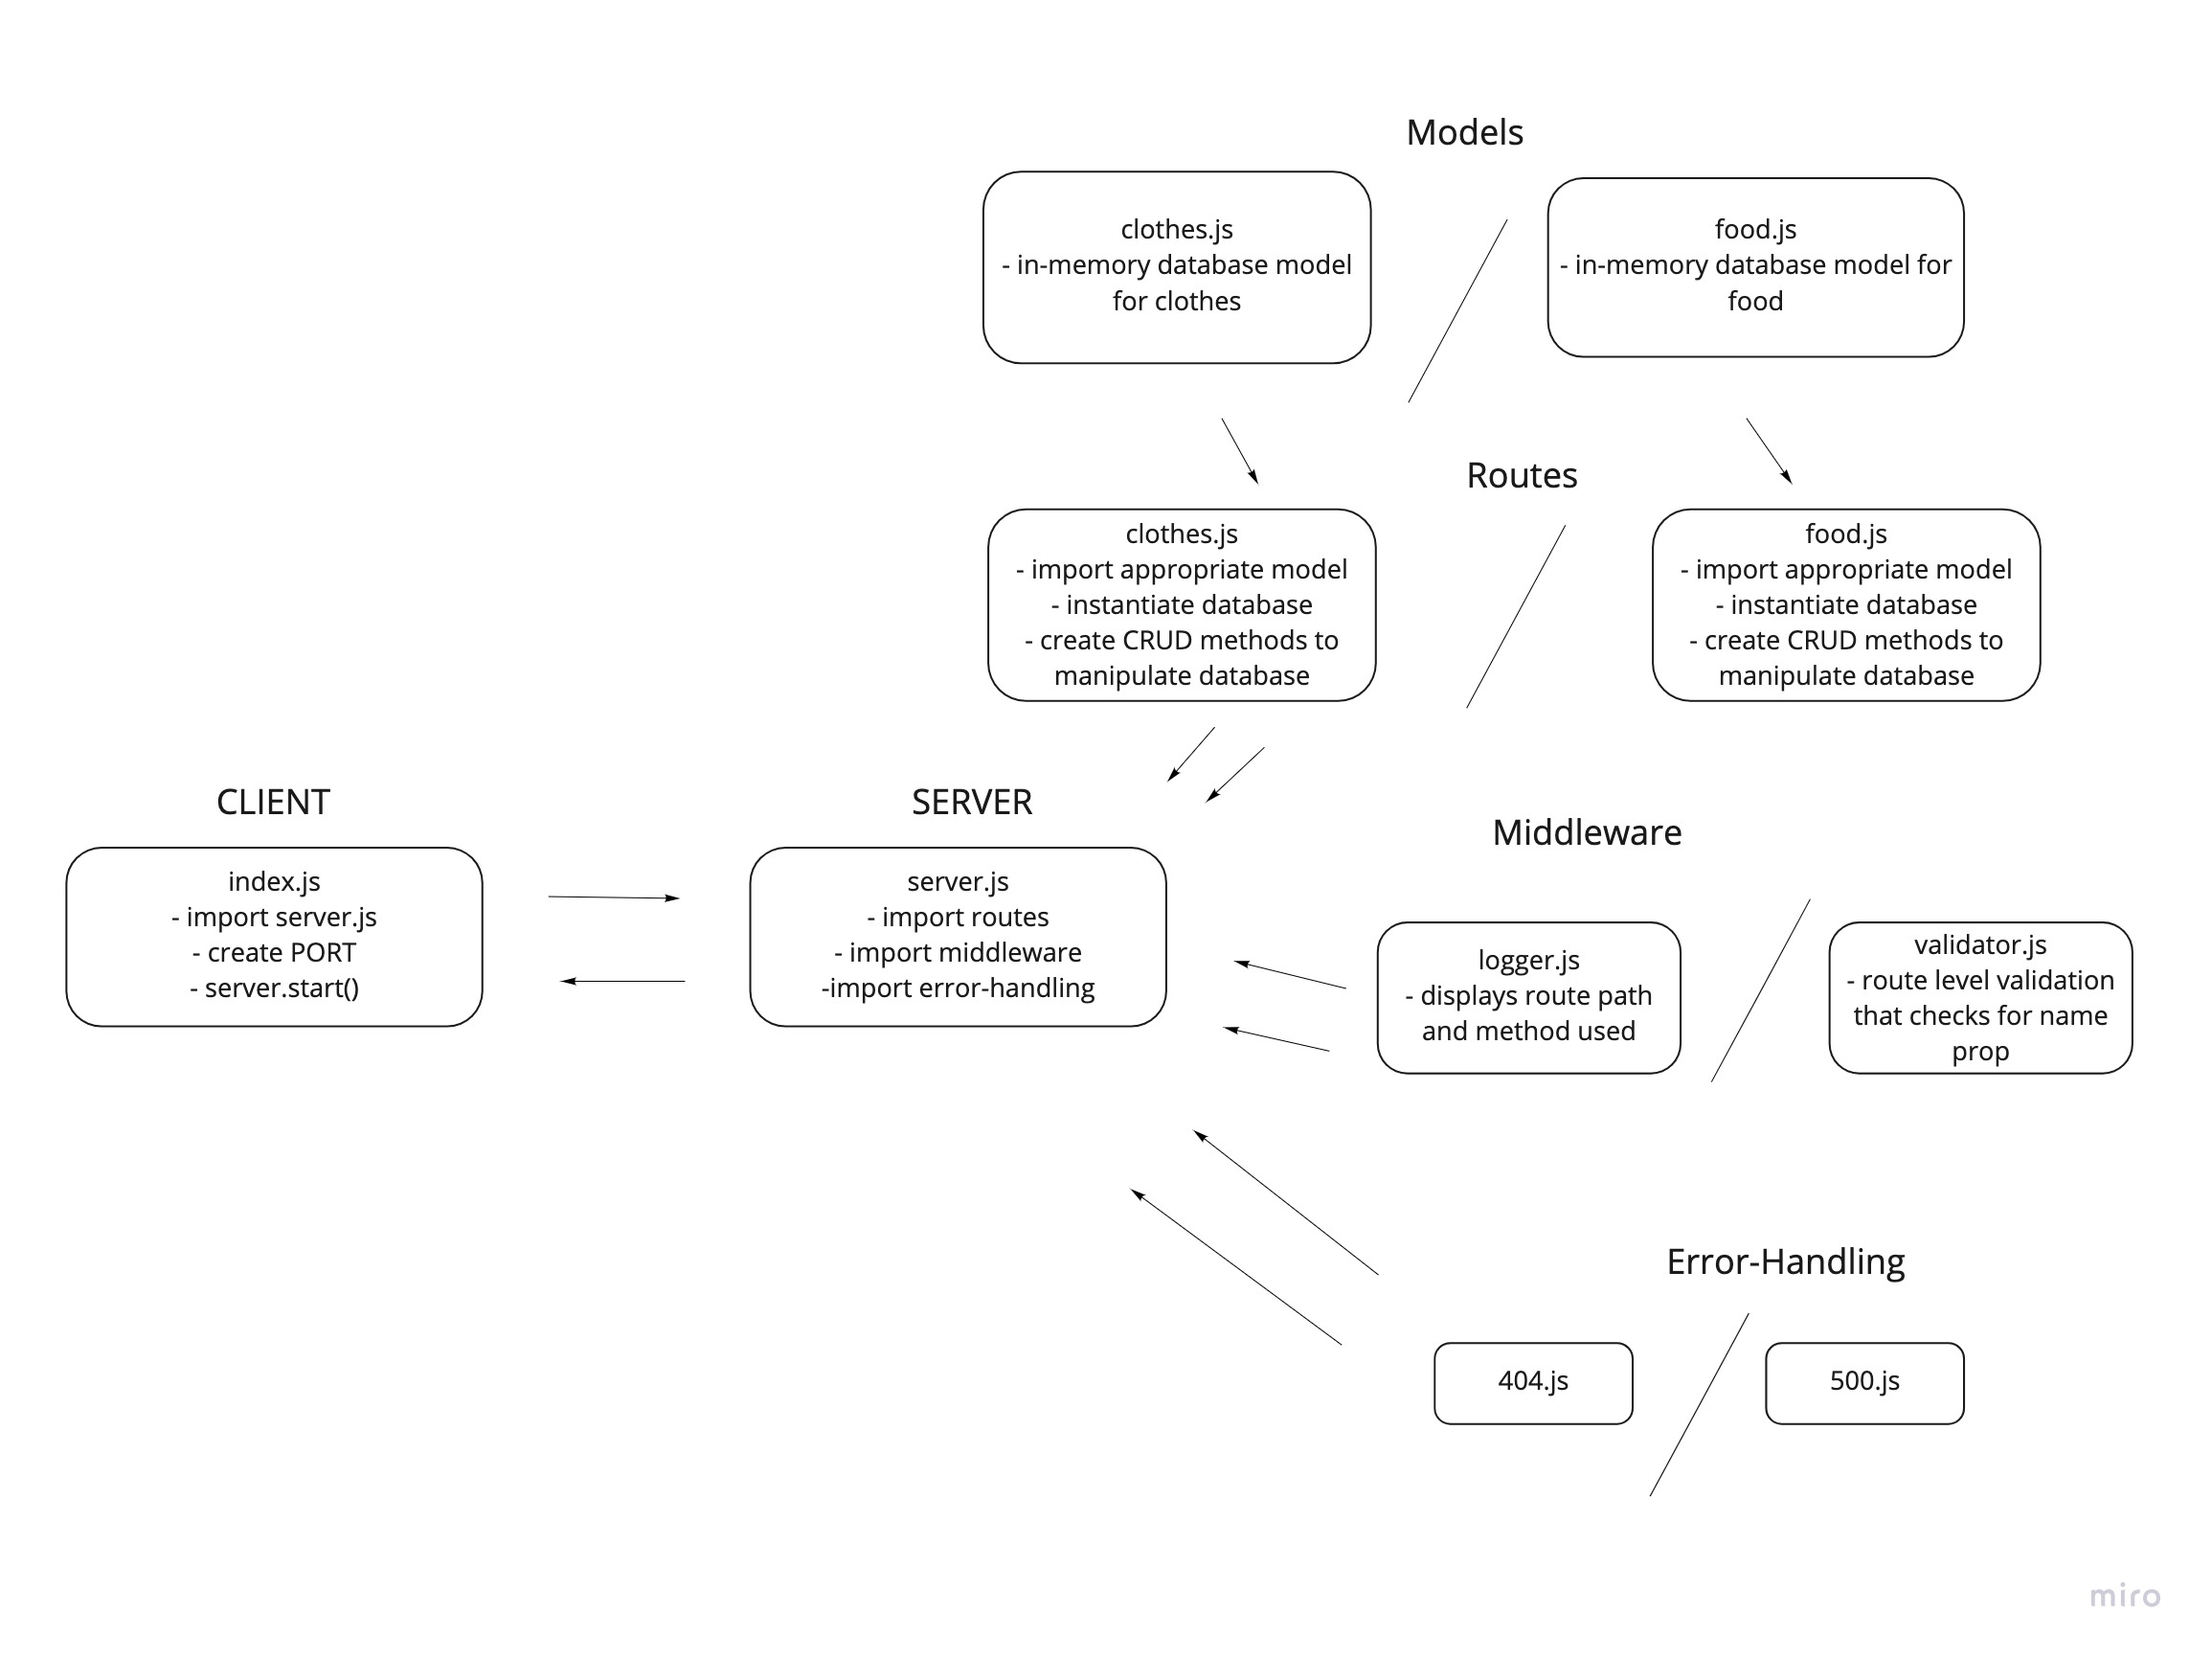 Models
clothes.js
- in-memory database model
for clothes
food.js
- in-memory database model for
food
Routes
clothes.js
- import appropriate model
- instantiate database
- create CRUD methods to
manipulate database
food.js
- import appropriate model
- instantiate database
- create CRUD methods to
manipulate database
CLIENT
index.js
- import server.js
- create PORT
- server.start()
SERVER
server.js
- import routes
- import middleware
-import error-handling
Middleware
logger.js
- displays route path
and method used
validator.js
- route level validation
that checks for name
prop
Error-Handling
404.js
500.js
miro